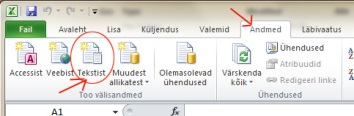 Fail Avaleht Lisa Küljendus Valemid Andmed Läbivaatus
Accessist Veebist Tekstist Muudest allikatest Olemasolevad ühendused Värskenda kõik Ühendused
Atribuudid
Redigeeri linke
Too välisandmed Ühendused
A1 fx